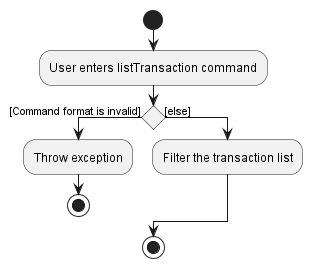 User enters listTransaction command
[Command format is invalid]
[else]
Throw exception
Filter the transaction list